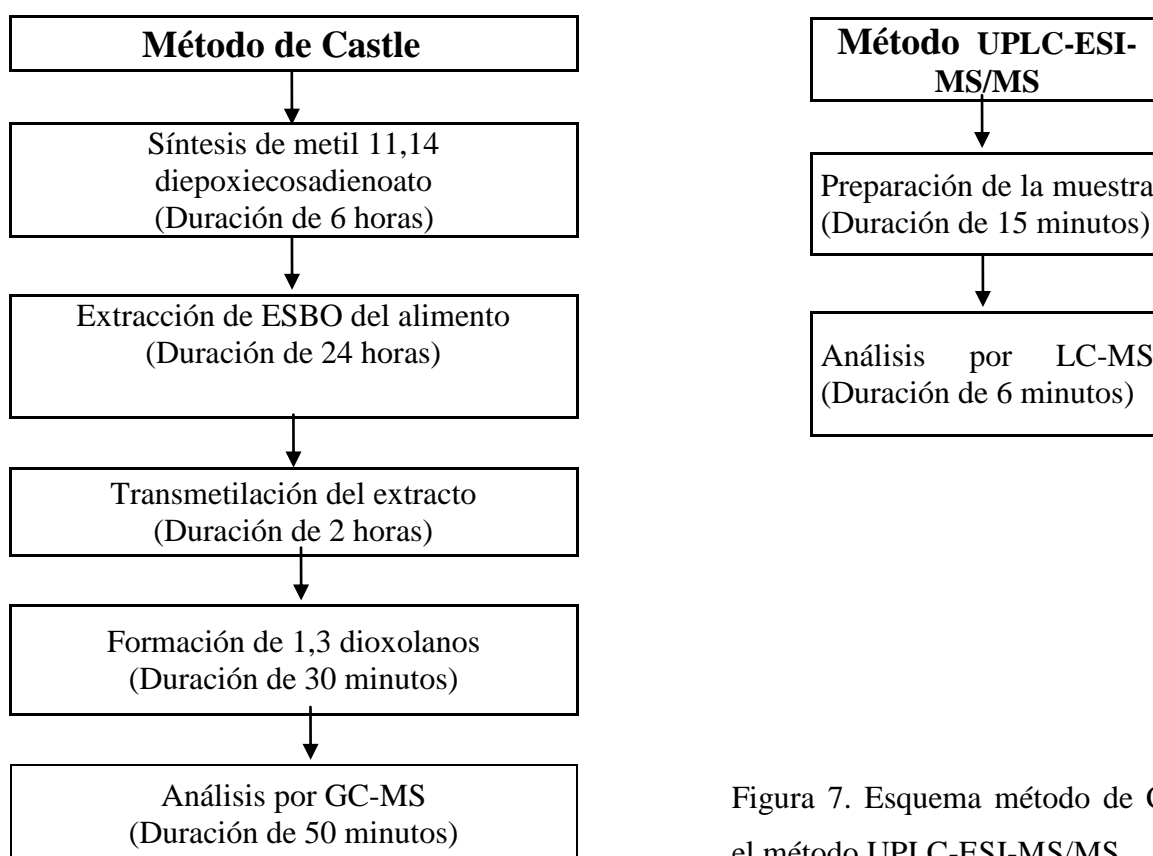 Método de Castle
Síntesis de metil 11,14
diepoxiecosadienoato
(Duración de 6 horas)
Extracción de ESBO del alimento
(Duración de 24 horas)
Transmetilación del extracto
(Duración de 2 horas)
Formación de 1,3 dioxolanos
(Duración de 30 minutos)
Análisis por GC-MS
(Duración de 50 minutos)
Método UPLC-ESI-
MS/MS
Preparación de la muestra
(Duración de 15 minutos)
Análisis por LC-MS
(Duración de 6 minutos)
Figura 7. Esquema método de
el método UPLC-ESI-MS/MS